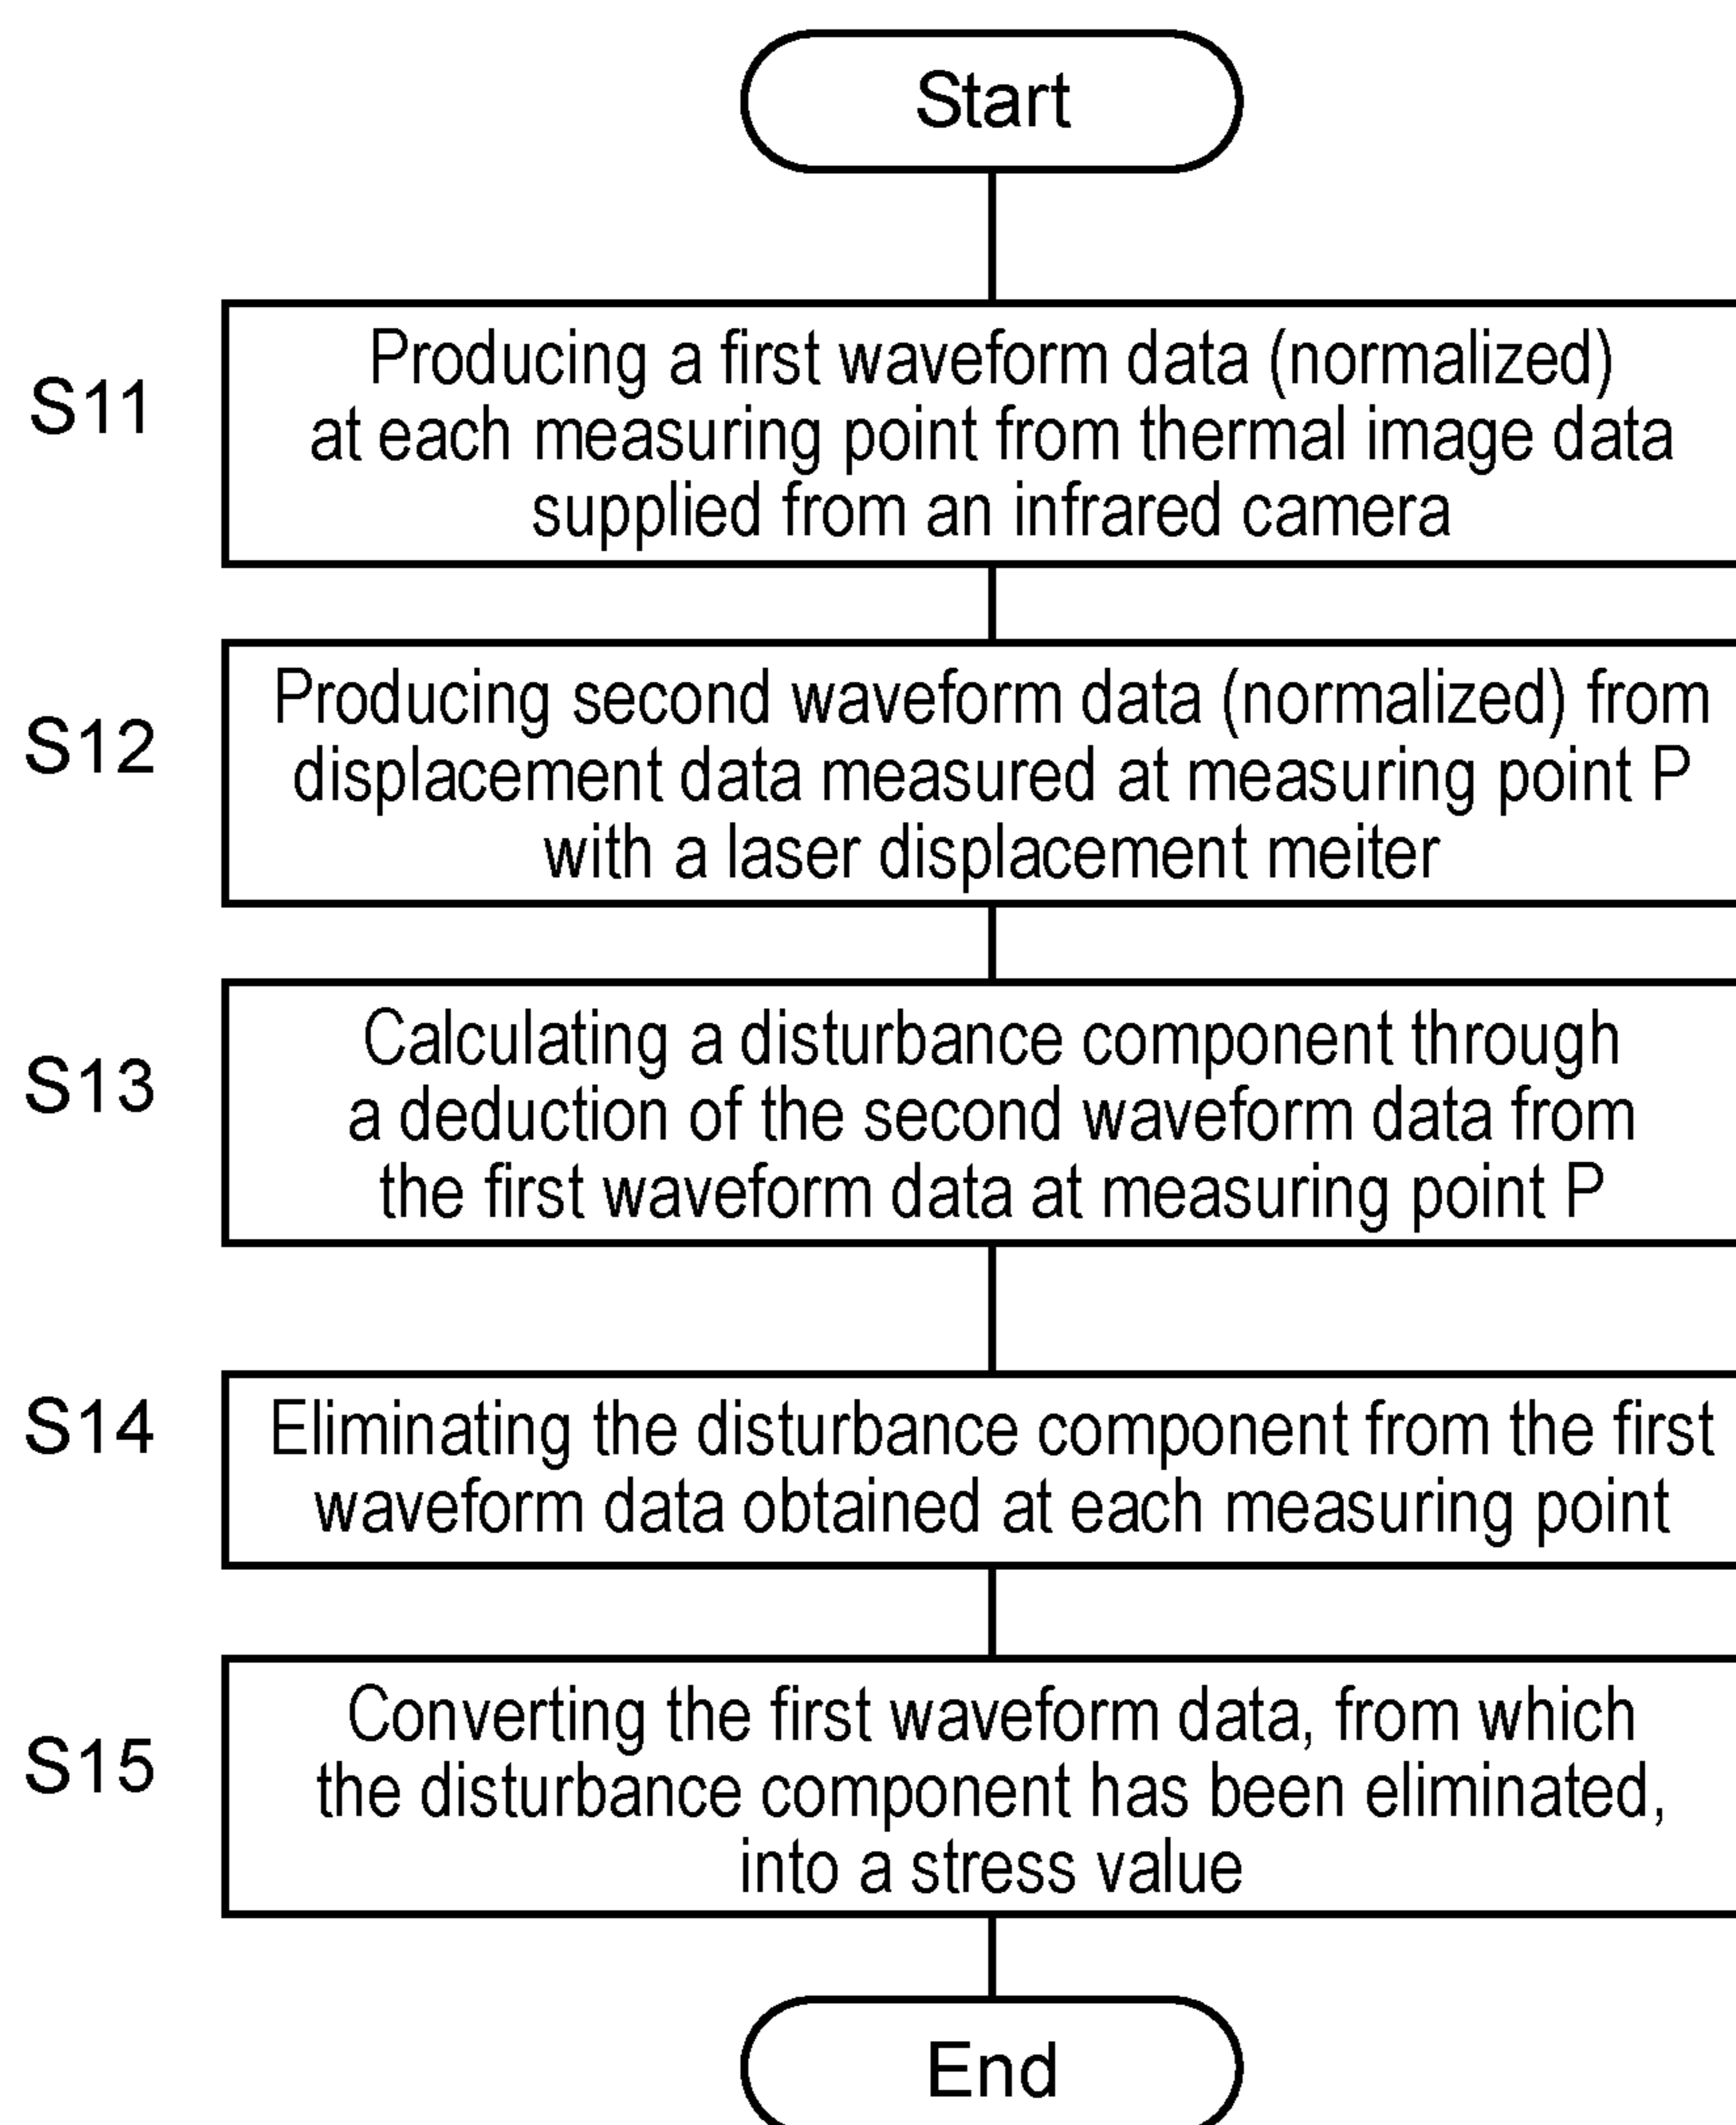 Start
S11
Producing a first waveform data (normalized)
at each measuring point from thermal image data
supplied from an infrared camera
S12
Producing second waveform data (normalized) from
displacement data measured at measuring point P
with a laser displacement meiter
S13
Calculating a disturbance component through
a deduction of the second waveform data from
the first waveform data at measuring point P
S14
Eliminating the disturbance component from the first
waveform data obtained at each measuring point
S15
Converting the first waveform data, from which
the disturbance component has been eliminated,
into a stress value
End